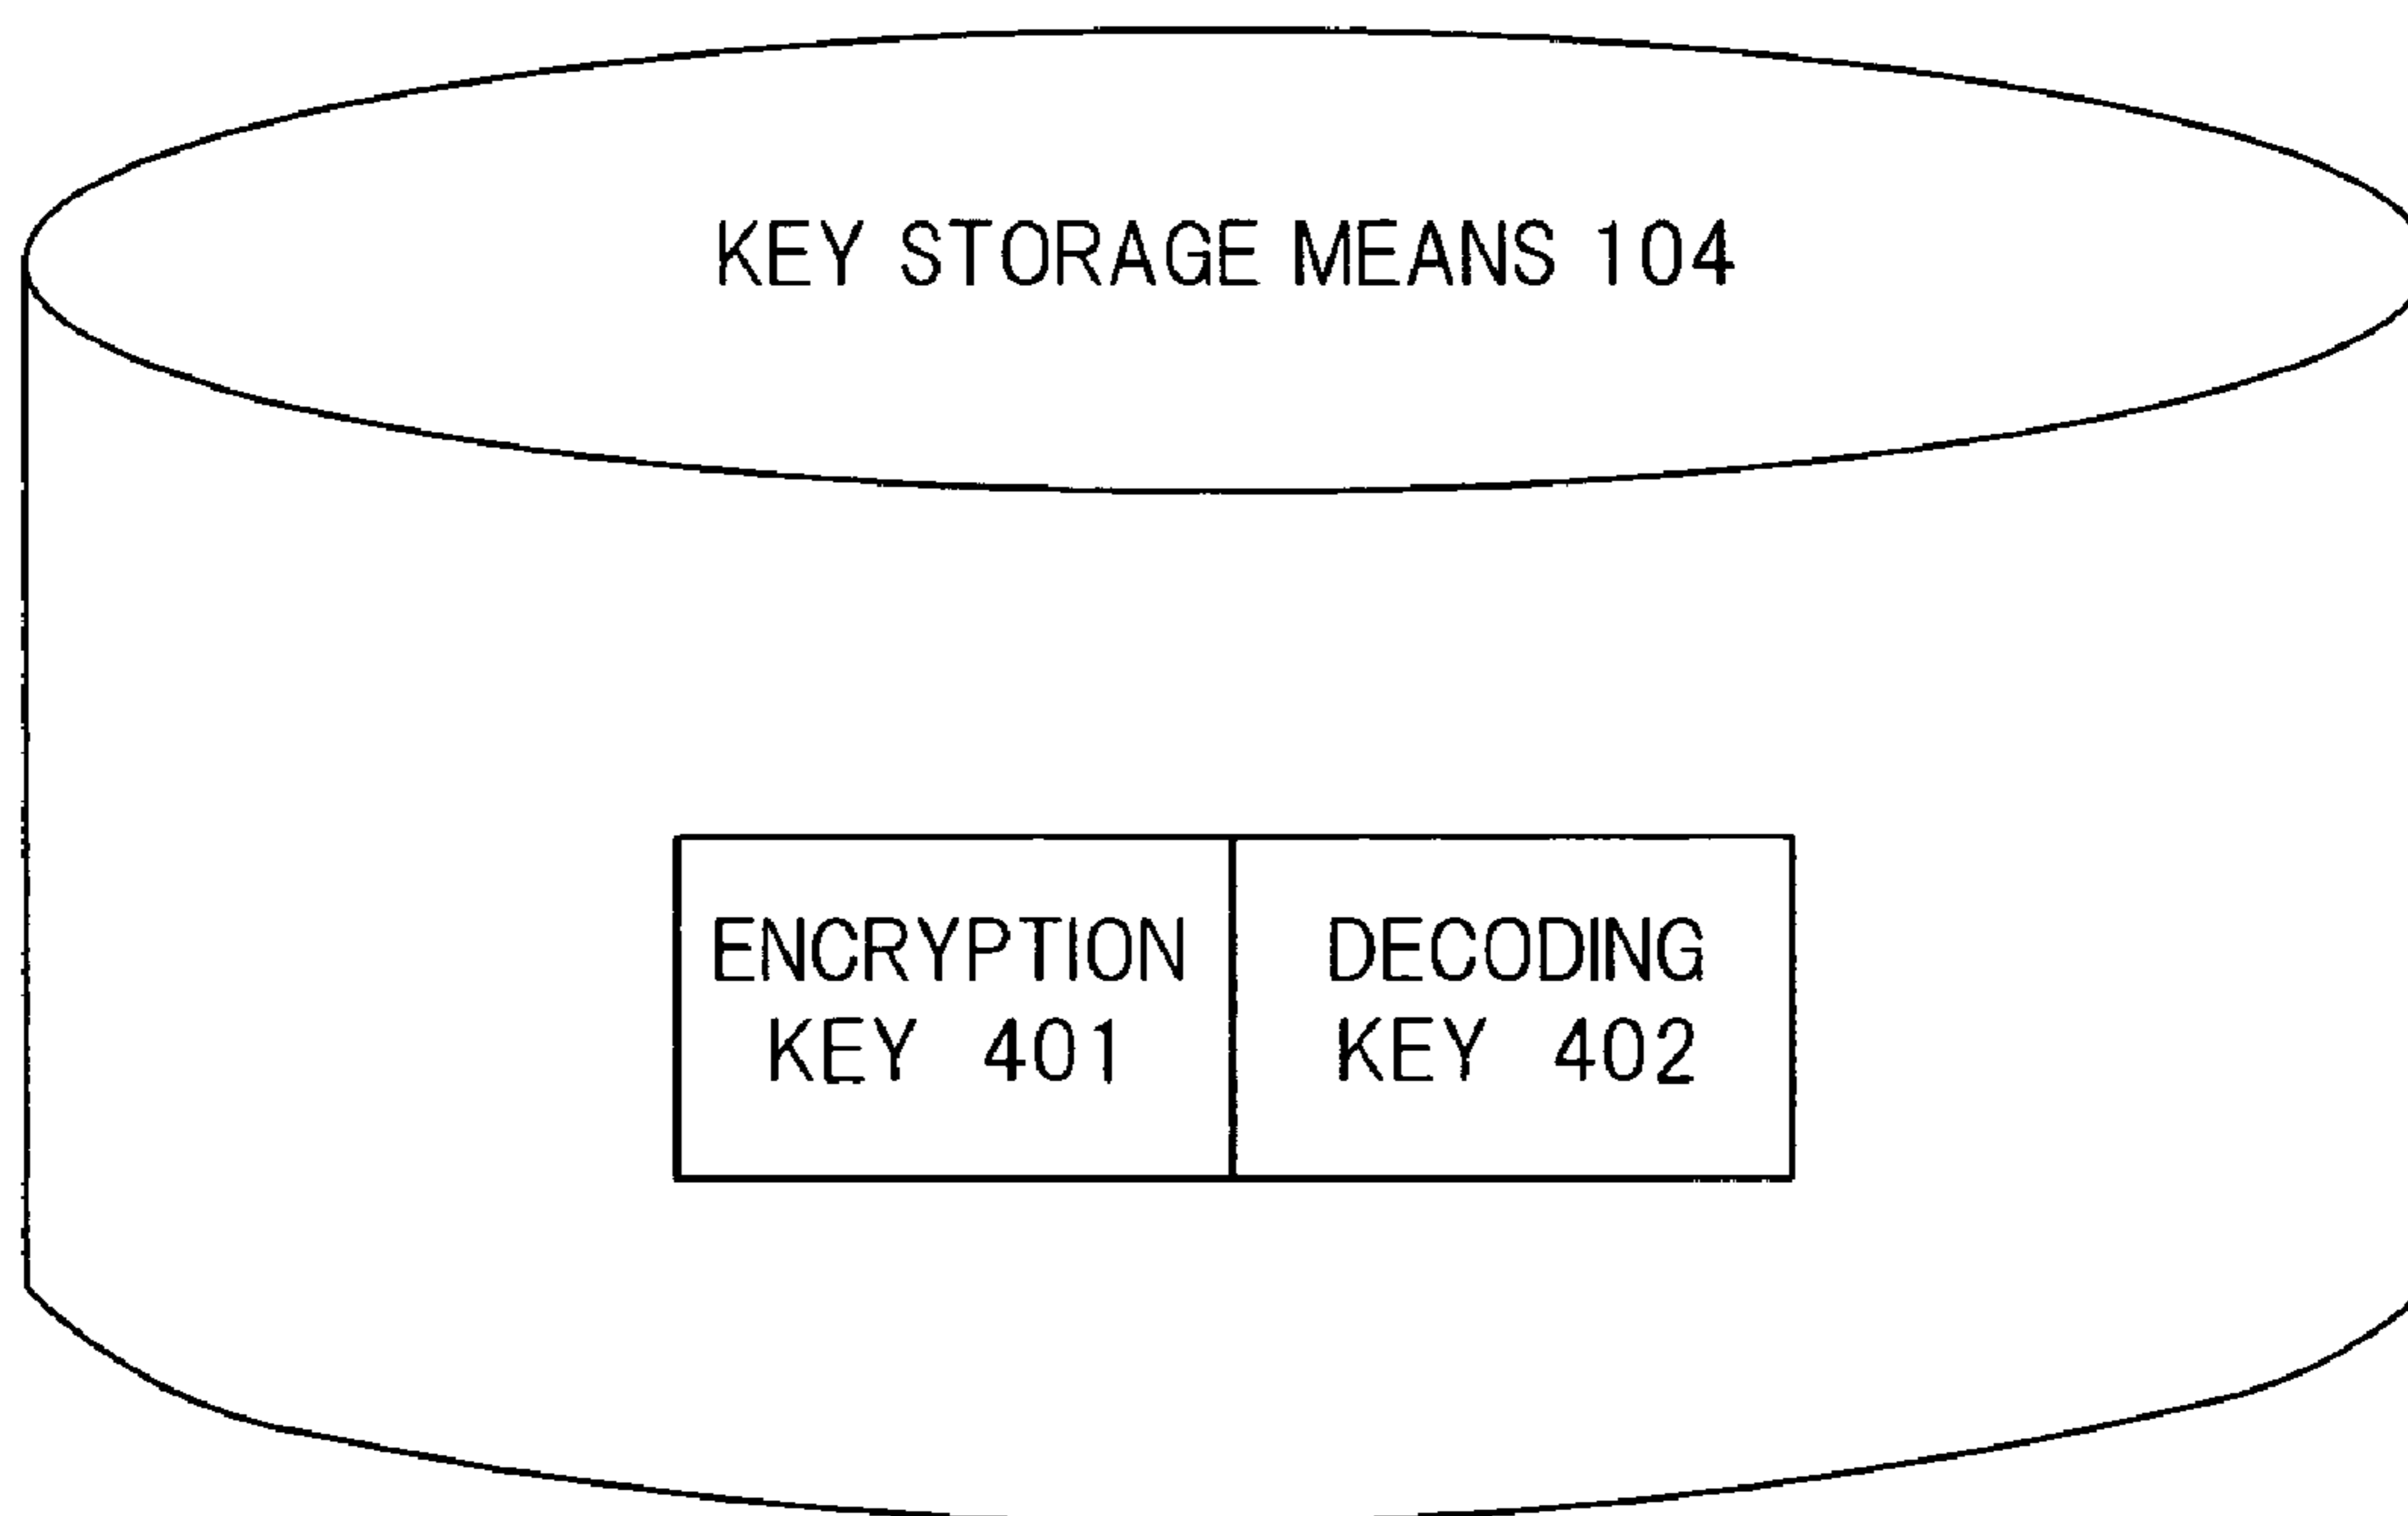 KEY STORAGE MEANS 104
ENCRYPTION
KEY 401
DECODING
KEY 402